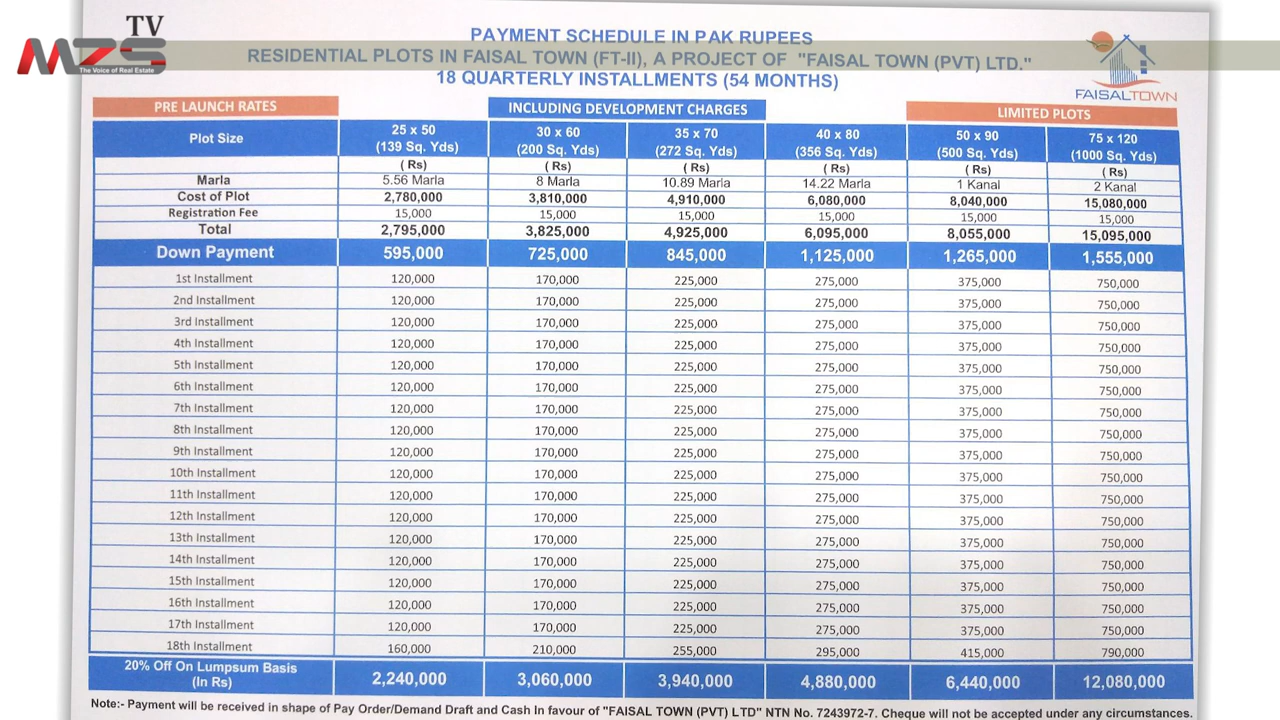 TV
MZS
The Voice of Real Estate
PAYMENT SCHEDULE IN PAK RUPEES
RESIDENTIAL PLOTS IN FAISAL TOWN (FT-II), A PROJECT OF "FAISAL TOWN (PVT) LTD."
18 QUARTERLY INSTALLMENTS (54 MONTHS)
FAISALTOWN
PRE LAUNCH RATES INCLUDING DEVELOPMENT CHARGES LIMITED PLOTS
Plot Size 25 x 50 (139 Sq. Yds) 30 x 60 (200 Sq. Yds) 35 x 70 (272 Sq. Yds) 40 x 80 (356 Sq. Yds) 50 x 90 (500 Sq. Yds) 75 x 120 (1000 Sq. Yds)
( Rs) ( Rs) ( Rs) ( Rs) ( Rs) ( Rs)
Marla 5.56 Marla 8 Marla 10.89 Marla 14.22 Marla 1 Kanal 2 Kanal
Cost of Plot 2,780,000 3,810,000 4,910,000 6,080,000 8,040,000 15,080,000
Registration Fee 15,000 15,000 15,000 15,000 15,000 15,000
Total 2,795,000 3,825,000 4,925,000 6,095,000 8,055,000 15,095,000
Down Payment 595,000 725,000 845,000 1,125,000 1,265,000 1,555,000
1st Installment 120,000 170,000 225,000 275,000 375,000 750,000
2nd Installment 120,000 170,000 225,000 275,000 375,000 750,000
3rd Installment 120,000 170,000 225,000 275,000 375,000 750,000
4th Installment 120,000 170,000 225,000 275,000 375,000 750,000
5th Installment 120,000 170,000 225,000 275,000 375,000 750,000
6th Installment 120,000 170,000 225,000 275,000 375,000 750,000
7th Installment 120,000 170,000 225,000 275,000 375,000 750,000
8th Installment 120,000 170,000 225,000 275,000 375,000 750,000
9th Installment 120,000 170,000 225,000 275,000 375,000 750,000
10th Installment 120,000 170,000 225,000 275,000 375,000 750,000
11th Installment 120,000 170,000 225,000 275,000 375,000 750,000
12th Installment 120,000 170,000 225,000 275,000 375,000 750,000
13th Installment 120,000 170,000 225,000 275,000 375,000 750,000
14th Installment 120,000 170,000 225,000 275,000 375,000 750,000
15th Installment 120,000 170,000 225,000 275,000 375,000 750,000
16th Installment 120,000 170,000 225,000 275,000 375,000 750,000
17th Installment 120,000 170,000 225,000 275,000 375,000 750,000
18th Installment 160,000 210,000 255,000 295,000 415,000 790,000
20% Off On Lumpsum Basis (In Rs) 2,240,000 3,060,000 3,940,000 4,880,000 6,440,000 12,080,000
Note:- Payment will be received in shape of Pay Order/Demand Draft and Cash In favour of "FAISAL TOWN (PVT) LTD" NTN No. 7243972-7. Cheque will not be accepted under any circumstances.